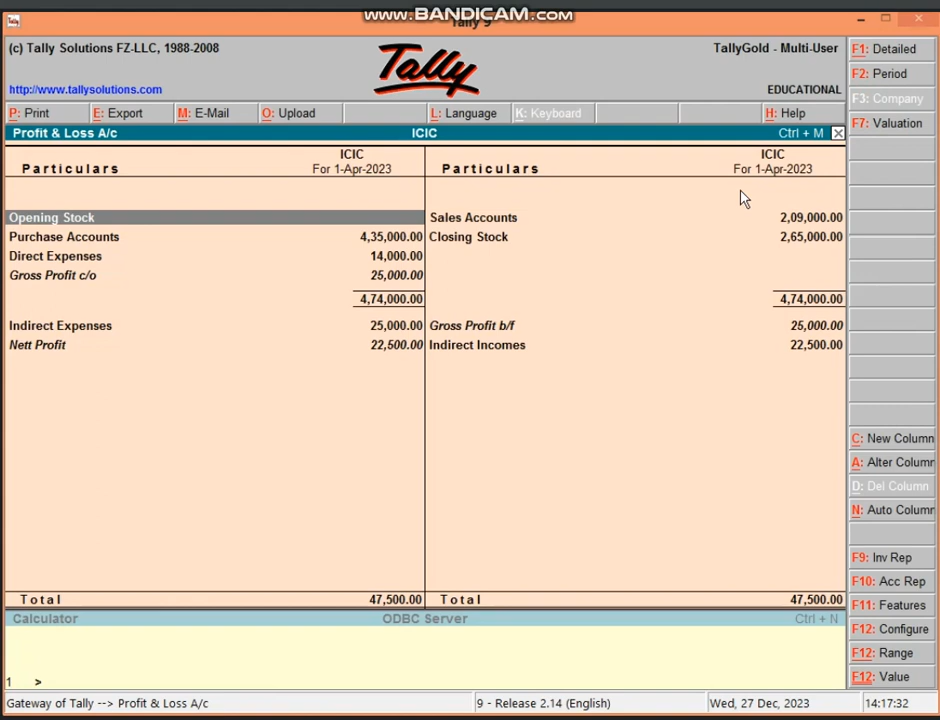 WWW.BANDICAM.COM
Tally 9
(c) Tally Solutions FZ-LLC, 1988-2008
Tally
TallyGold - Multi-User
http://www.tallysolutions.com
EDUCATIONAL
P: Print E: Export M: E-Mail O: Upload L: Language K: Keyboard H: Help
Profit & Loss A/c ICIC Ctrl + M
ICIC ICIC
Particulars For 1-Apr-2023 Particulars For 1-Apr-2023
Opening Stock Sales Accounts 2,09,000.00
Purchase Accounts 4,35,000.00 Closing Stock 2,65,000.00
Direct Expenses 14,000.00
Gross Profit c/o 25,000.00
4,74,000.00 4,74,000.00
Indirect Expenses 25,000.00 Gross Profit b/f 25,000.00
Nett Profit 22,500.00 Indirect Incomes 22,500.00
Total 47,500.00 Total 47,500.00
Calculator ODBC Server Ctrl + N
1 >
Gateway of Tally --> Profit & Loss A/c 9 - Release 2.14 (English) Wed, 27 Dec, 2023 14:17:32
F1: Detailed
F2: Period
F3: Company
F7: Valuation
C: New Column
A: Alter Column
D: Del Column
N: Auto Column
F9: Inv Rep
F10: Acc Rep
F11: Features
F12: Configure
F12: Range
F12: Value